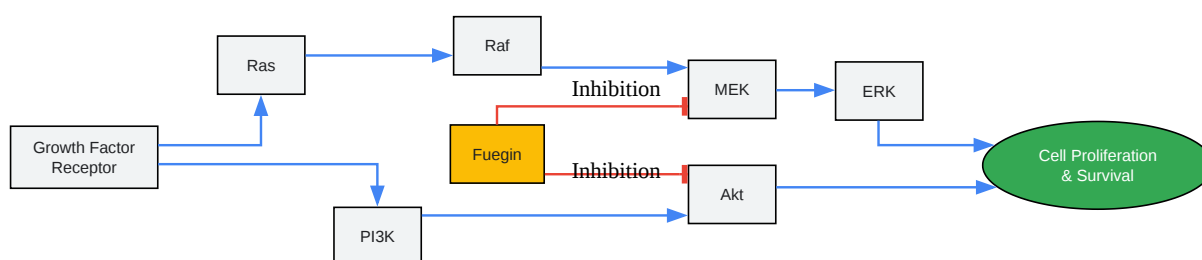 Raf
Ras
Inhibition
MEK
ERK
Growth Factor
Receptor
Fuegin
Inhibition
Cell Proliferation
& Survival
Akt
PI3K